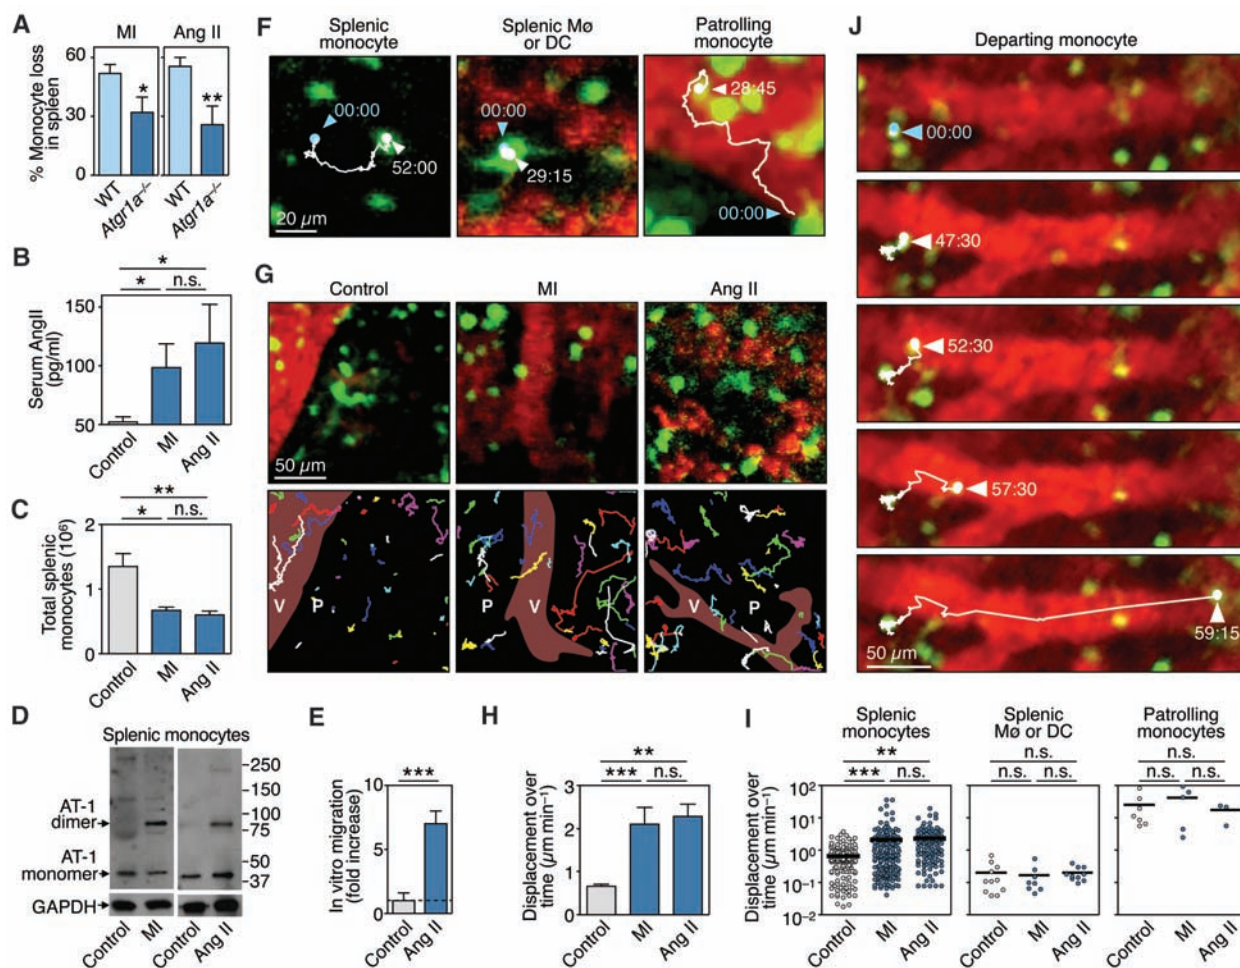 A
MI
Ang II
% Monocyte loss
in spleen
60
30
0
*
**
WT
Atgr1a–/–
WT
Atgr1a–/–
B
*
*
n.s.
Serum AngII
(pg/ml)
150
100
50
Control
MI
Ang II
C
**
*
n.s.
Total splenic
monocytes (10⁶)
2
1
0
Control
MI
Ang II
D
Splenic monocytes
AT-1
dimer
AT-1
monomer
GAPDH
250
150
100
75
50
37
Control
MI
Control
Ang II
E
***
In vitro migration
(fold increase)
10
5
0
Control
Ang II
F
Splenic
monocyte
00:00
52:00
20 µm
Splenic Mø
or DC
00:00
29:15
Patrolling
monocyte
28:45
00:00
G
Control
MI
Ang II
50 µm
V
P
P
V
V
P
H
**
***
n.s.
Displacement over
time (µm min⁻¹)
3
2
1
0
Control
MI
Ang II
I
Splenic
monocytes
**
***
n.s.
Displacement over
time (µm min⁻¹)
10²
10¹
10⁰
10⁻¹
10⁻²
Control
MI
Ang II
Splenic
Mø or DC
n.s.
n.s.
n.s.
Control
MI
Ang II
Patrolling
monocytes
n.s.
n.s.
n.s.
Control
MI
Ang II
J
Departing monocyte
00:00
47:30
52:30
57:30
59:15
50 µm